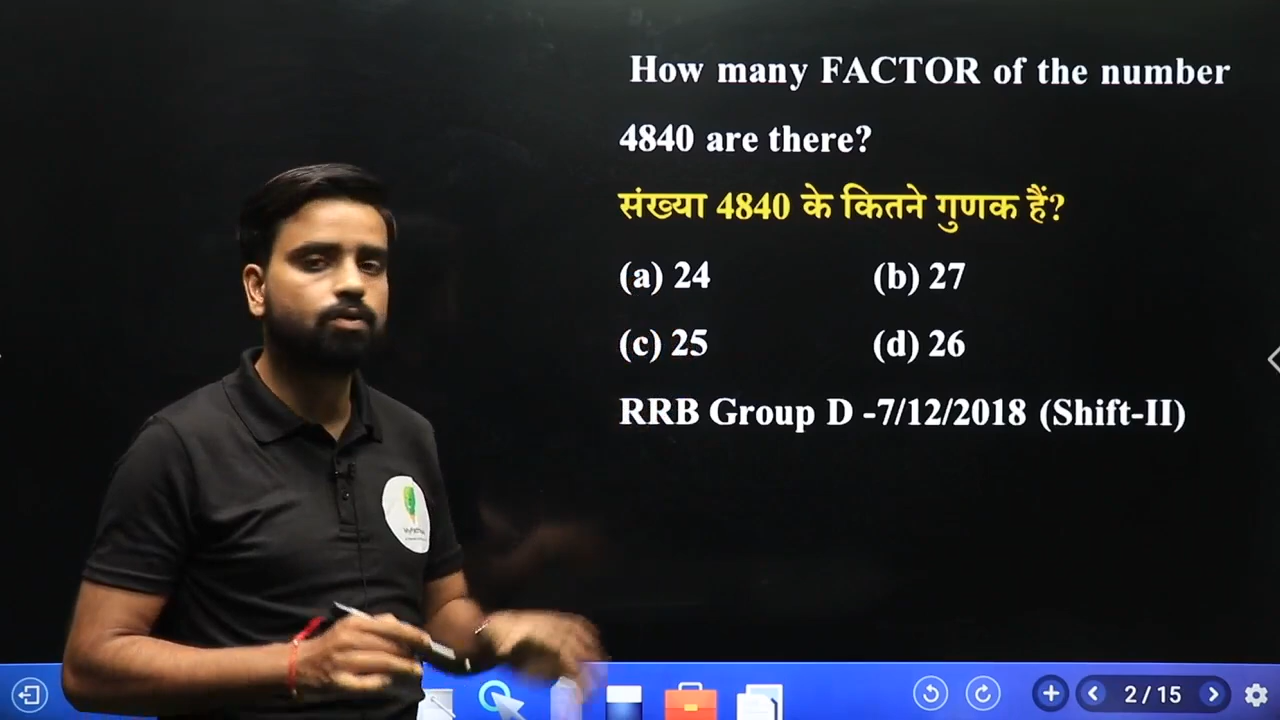 How many FACTOR of the number
4840 are there?
संख्या 4840 के कितने गुणक हैं?
(a) 24 (b) 27
(c) 25 (d) 26
RRB Group D -7/12/2018 (Shift-II)
2 / 15